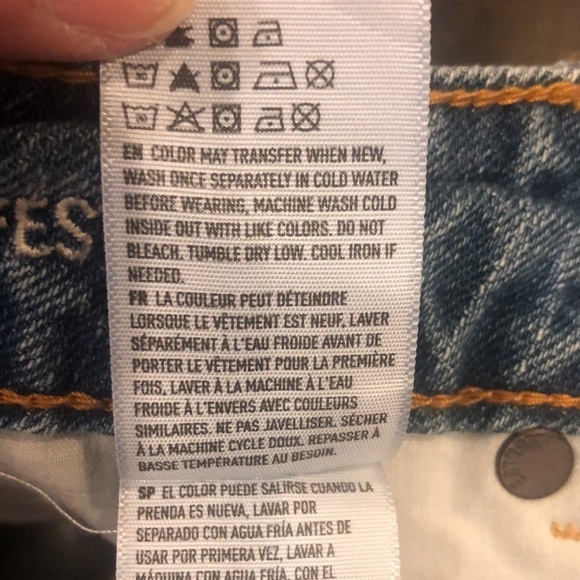 FES
EN COLOR MAY TRANSFER WHEN NEW,
WASH ONCE SEPARATELY IN COLD WATER
BEFORE WEARING, MACHINE WASH COLD
INSIDE OUT WITH LIKE COLORS. DO NOT
BLEACH. TUMBLE DRY LOW. COOL IRON IF
NEEDED.
FR LA COULEUR PEUT DÉTEINDRE
LORSQUE LE VÊTEMENT EST NEUF, LAVER
SÉPARÉMENT À L'EAU FROIDE AVANT DE
PORTER LE VÊTEMENT POUR LA PREMIÈRE
FOIS, LAVER À LA MACHINE À L'EAU
FROIDE À L'ENVERS AVEC COULEURS
SIMILAIRES. NE PAS JAVELLISER. SÉCHER
À LA MACHINE CYCLE DOUX. REPASSER À
BASSE TEMPÉRATURE AU BESOIN.
SP EL COLOR PUEDE SALIRSE CUANDO LA
PRENDA ES NUEVA, LAVAR POR
SEPARADO CON AGUA FRÍA ANTES DE
USAR POR PRIMERA VEZ, LAVAR A
MÁQUINA CON AGUA FRÍA, CON EL